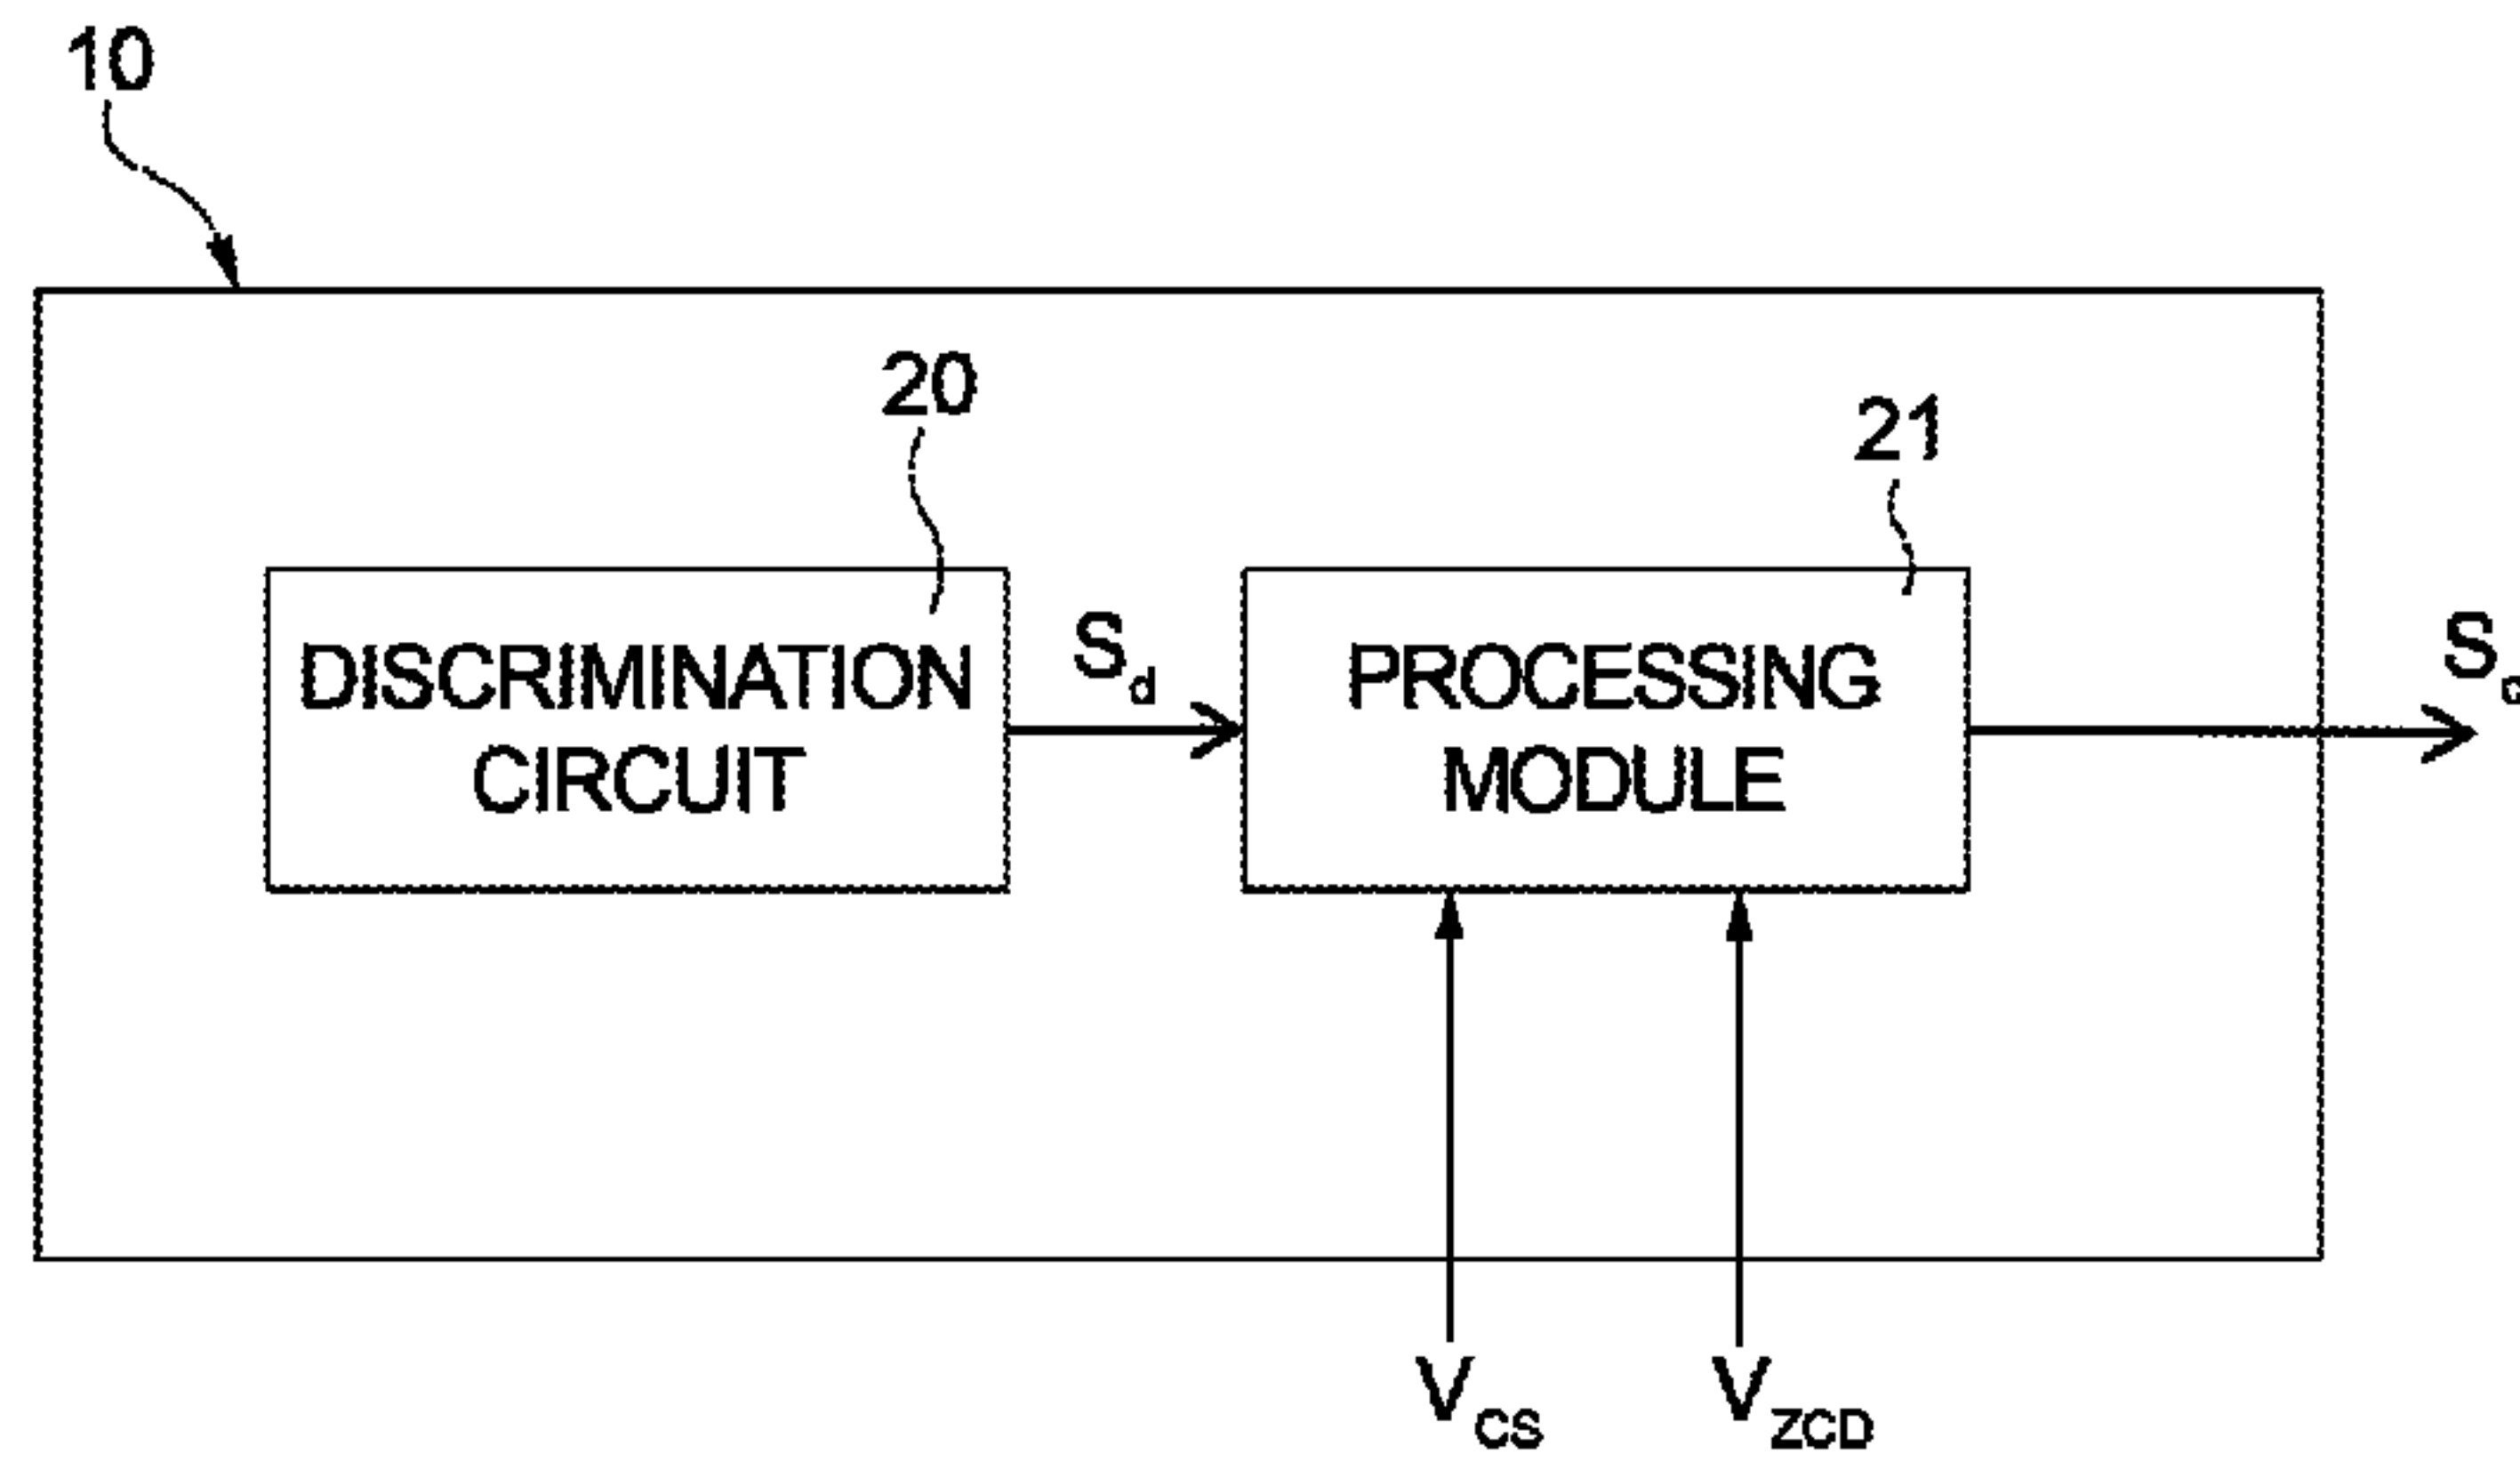 10
20
21
DISCRIMINATION
CIRCUIT
Sd
PROCESSING
MODULE
S
VCS
VZCD